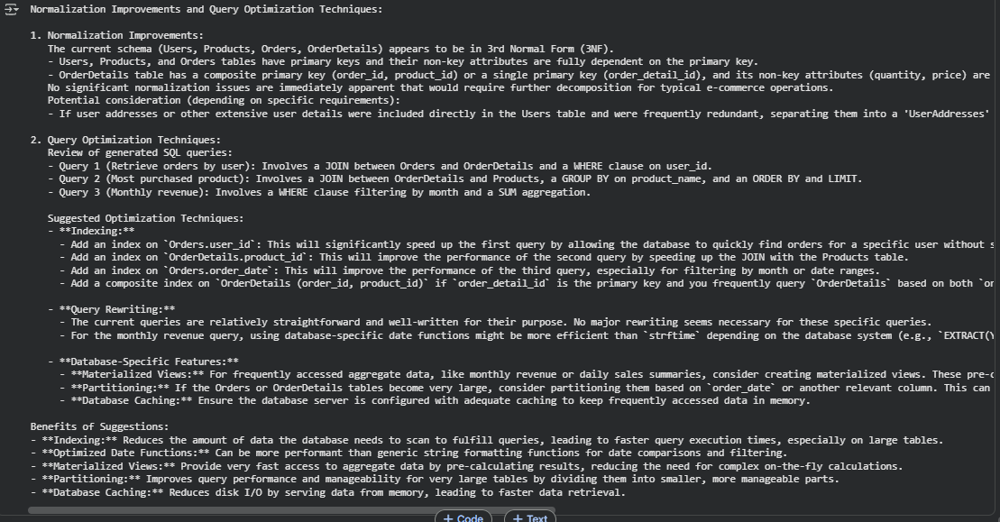 Normalization Improvements and Query Optimization Techniques:
1. Normalization Improvements:
The current schema (Users, Products, Orders, OrderDetails) appears to be in 3rd Normal Form (3NF).
- Users, Products, and Orders tables have primary keys and their non-key attributes are fully dependent on the primary key.
- OrderDetails table has a composite primary key (order_id, product_id) or a single primary key (order_detail_id), and its non-key attributes (quantity, price) are
No significant normalization issues are immediately apparent that would require further decomposition for typical e-commerce operations.
Potential consideration (depending on specific requirements):
- If user addresses or other extensive user details were included directly in the Users table and were frequently redundant, separating them into a 'UserAddresses'
2. Query Optimization Techniques:
Review of generated SQL queries:
- Query 1 (Retrieve orders by user): Involves a JOIN between Orders and OrderDetails and a WHERE clause on user_id.
- Query 2 (Most purchased product): Involves a JOIN between OrderDetails and Products, a GROUP BY on product_name, and an ORDER BY and LIMIT.
- Query 3 (Monthly revenue): Involves a WHERE clause filtering by month and a SUM aggregation.
Suggested Optimization Techniques:
- **Indexing:**
- Add an index on `Orders.user_id`: This will significantly speed up the first query by allowing the database to quickly find orders for a specific user without s
- Add an index on `OrderDetails.product_id`: This will improve the performance of the second query by speeding up the JOIN with the Products table.
- Add an index on `Orders.order_date`: This will improve the performance of the third query, especially for filtering by month or date ranges.
- Add a composite index on `OrderDetails (order_id, product_id)` if `order_detail_id` is the primary key and you frequently query `OrderDetails` based on both `or
- **Query Rewriting:**
- The current queries are relatively straightforward and well-written for their purpose. No major rewriting seems necessary for these specific queries.
- For the monthly revenue query, using database-specific date functions might be more efficient than `strftime` depending on the database system (e.g., `EXTRACT(Y
- **Database-Specific Features:**
- **Materialized Views:** For frequently accessed aggregate data, like monthly revenue or daily sales summaries, consider creating materialized views. These pre-c
- **Partitioning:** If the Orders or OrderDetails tables become very large, consider partitioning them based on `order_date` or another relevant column. This can
- **Database Caching:** Ensure the database server is configured with adequate caching to keep frequently accessed data in memory.
Benefits of Suggestions:
- **Indexing:** Reduces the amount of data the database needs to scan to fulfill queries, leading to faster query execution times, especially on large tables.
- **Optimized Date Functions:** Can be more performant than generic string formatting functions for date comparisons and filtering.
- **Materialized Views:** Provide very fast access to aggregate data by pre-calculating results, reducing the need for complex on-the-fly calculations.
- **Partitioning:** Improves query performance and manageability for very large tables by dividing them into smaller, more manageable parts.
- **Database Caching:** Reduces disk I/O by serving data from memory, leading to faster data retrieval.
+ Code + Text